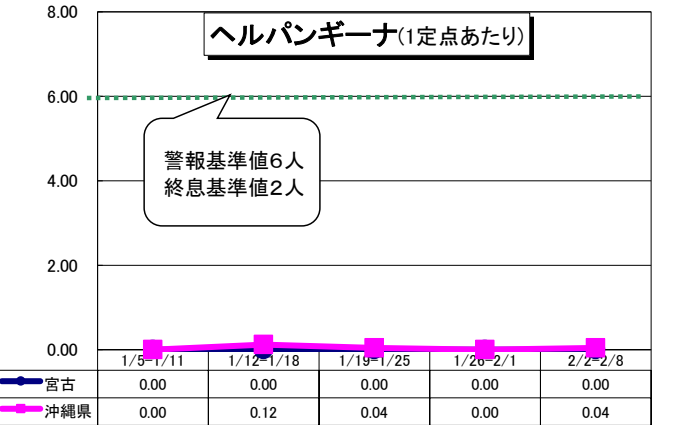 ヘルパンギーナ(1定点あたり)
8.00
6.00
警報基準値6人
終息基準値2人
4.00
2.00
0.00
1/5-1/11 1/12-1/18 1/19-1/25 1/26-2/1 2/2-2/8
宮古 0.00 0.00 0.00 0.00 0.00
沖縄県 0.00 0.12 0.04 0.00 0.04